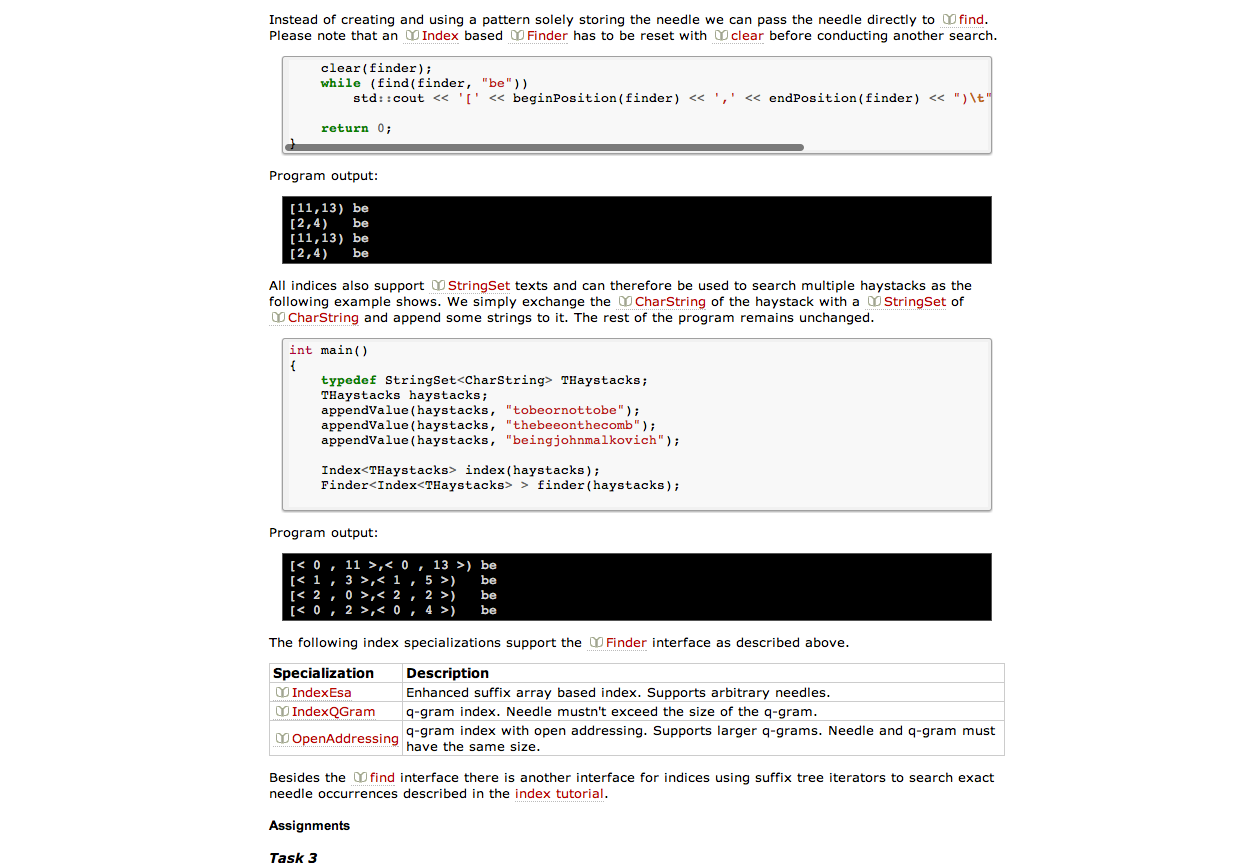 Instead of creating and using a pattern solely storing the needle we can pass the needle directly to find.
Please note that an Index based Finder has to be reset with clear before conducting another search.
clear(finder);
while (find(finder, "be"))
std::cout << '[' << beginPosition(finder) << ',' << endPosition(finder) << ")\t"
return 0;
}
Program output:
[11,13) be
[2,4) be
[11,13) be
[2,4) be
All indices also support StringSet texts and can therefore be used to search multiple haystacks as the
following example shows. We simply exchange the CharString of the haystack with a StringSet of
CharString and append some strings to it. The rest of the program remains unchanged.
int main()
{
typedef StringSet<CharString> THaystacks;
THaystacks haystacks;
appendValue(haystacks, "tobeornottobe");
appendValue(haystacks, "thebeeonthecomb");
appendValue(haystacks, "beingjohnmalkovich");
Index<THaystacks> index(haystacks);
Finder<Index<THaystacks> > finder(haystacks);
Program output:
[< 0 , 11 >,< 0 , 13 >) be
[< 1 , 3 >,< 1 , 5 >) be
[< 2 , 0 >,< 2 , 2 >) be
[< 0 , 2 >,< 0 , 4 >) be
The following index specializations support the Finder interface as described above.
Specialization Description
IndexEsa Enhanced suffix array based index. Supports arbitrary needles.
IndexQGram q-gram index. Needle mustn't exceed the size of the q-gram.
OpenAddressing q-gram index with open addressing. Supports larger q-grams. Needle and q-gram must
have the same size.
Besides the find interface there is another interface for indices using suffix tree iterators to search exact
needle occurrences described in the index tutorial.
Assignments
Task 3